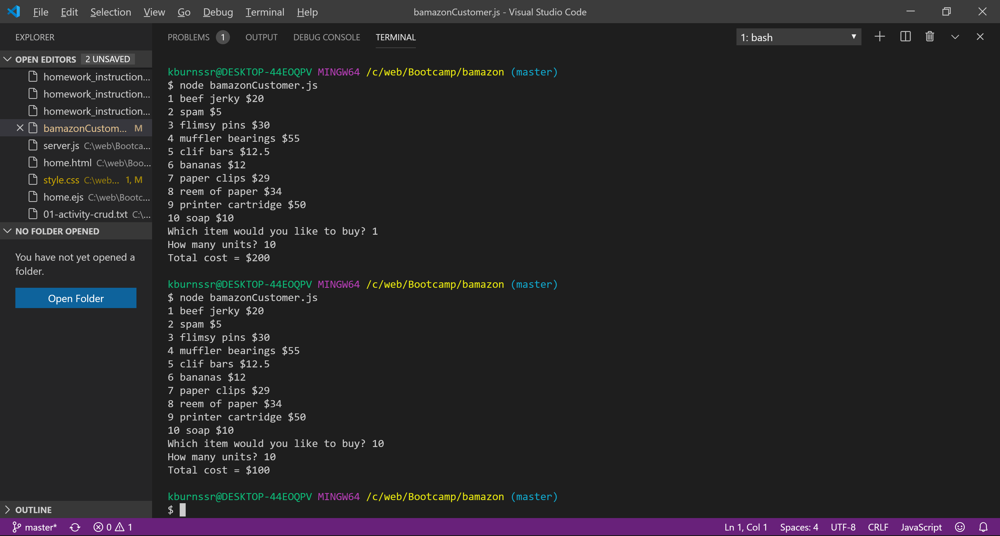 File Edit Selection View Go Debug Terminal Help bamazonCustomer.js - Visual Studio Code
EXPLORER
OPEN EDITORS 2 UNSAVED
homework_instruction...
homework_instruction...
homework_instruction...
bamazonCustom... M
server.js C:\web\Bootca...
home.html C:\web\Boo...
style.css C:\web... 1, M
home.ejs C:\web\Bootc...
01-activity-crud.txt C:\...
NO FOLDER OPENED
You have not yet opened a
folder.
Open Folder
OUTLINE
PROBLEMS 1 OUTPUT DEBUG CONSOLE TERMINAL 1: bash
kburnssr@DESKTOP-44EOQPV MINGW64 /c/web/Bootcamp/bamazon (master)
$ node bamazonCustomer.js
1 beef jerky $20
2 spam $5
3 flimsy pins $30
4 muffler bearings $55
5 clif bars $12.5
6 bananas $12
7 paper clips $29
8 reem of paper $34
9 printer cartridge $50
10 soap $10
Which item would you like to buy? 1
How many units? 10
Total cost = $200
kburnssr@DESKTOP-44EOQPV MINGW64 /c/web/Bootcamp/bamazon (master)
$ node bamazonCustomer.js
1 beef jerky $20
2 spam $5
3 flimsy pins $30
4 muffler bearings $55
5 clif bars $12.5
6 bananas $12
7 paper clips $29
8 reem of paper $34
9 printer cartridge $50
10 soap $10
Which item would you like to buy? 10
How many units? 10
Total cost = $100
kburnssr@DESKTOP-44EOQPV MINGW64 /c/web/Bootcamp/bamazon (master)
$
master* 0 1 Ln 1, Col 1 Spaces: 4 UTF-8 CRLF JavaScript